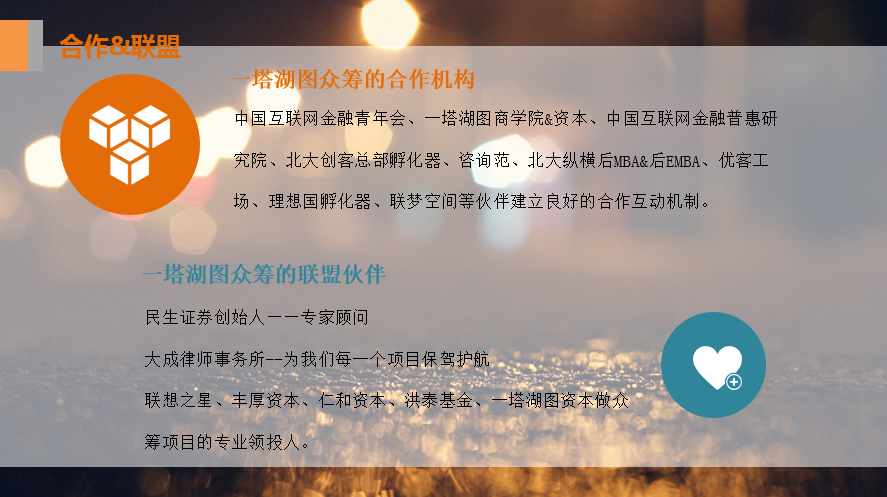 合作&联盟
一塔湖图众筹的合作机构
中国互联网金融青年会、一塔湖图商学院&资本、中国互联网金融普惠研
究院、北大创客总部孵化器、咨询范、北大纵横后MBA&后EMBA、优客工
场、理想国孵化器、联梦空间等伙伴建立良好的合作互动机制。
一塔湖图众筹的联盟伙伴
民生证券创始人——专家顾问
大成律师事务所--为我们每一个项目保驾护航
联想之星、丰厚资本、仁和资本、洪泰基金、一塔湖图资本做众
筹项目的专业领投人。